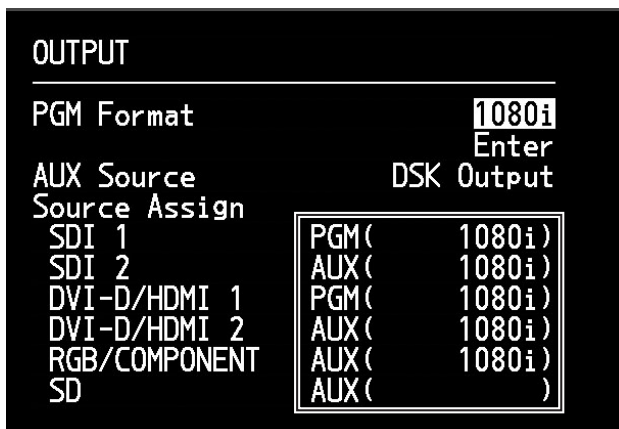 OUTPUT
PGM Format 1080i
Enter
AUX Source DSK Output
Source Assign
SDI 1 PGM( 1080i)
SDI 2 AUX( 1080i)
DVI-D/HDMI 1 PGM( 1080i)
DVI-D/HDMI 2 AUX( 1080i)
RGB/COMPONENT AUX( 1080i)
SD AUX( )